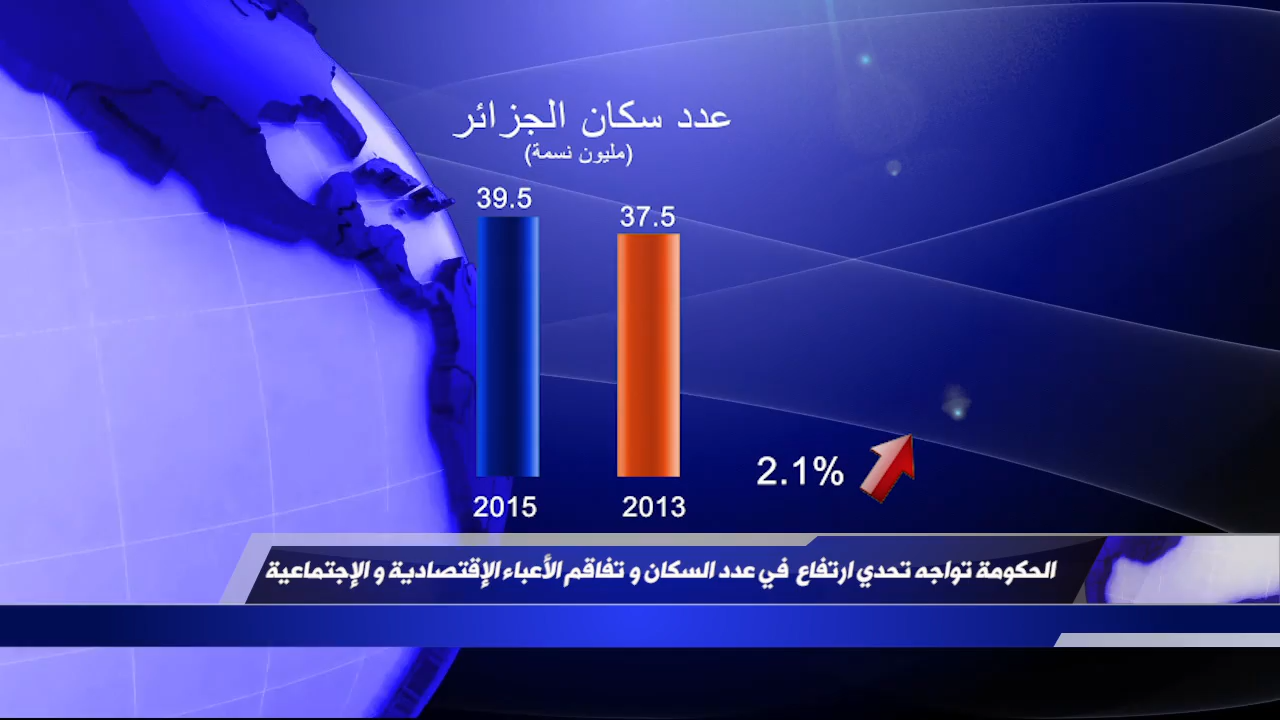 عدد سكان الجزائر
(مليون نسمة)
39.5
37.5
2.1%
2015
2013
الحكومة تواجه تحدي ارتفاع في عدد السكان و تفاقم الأعباء الإقتصادية و الإجتماعية